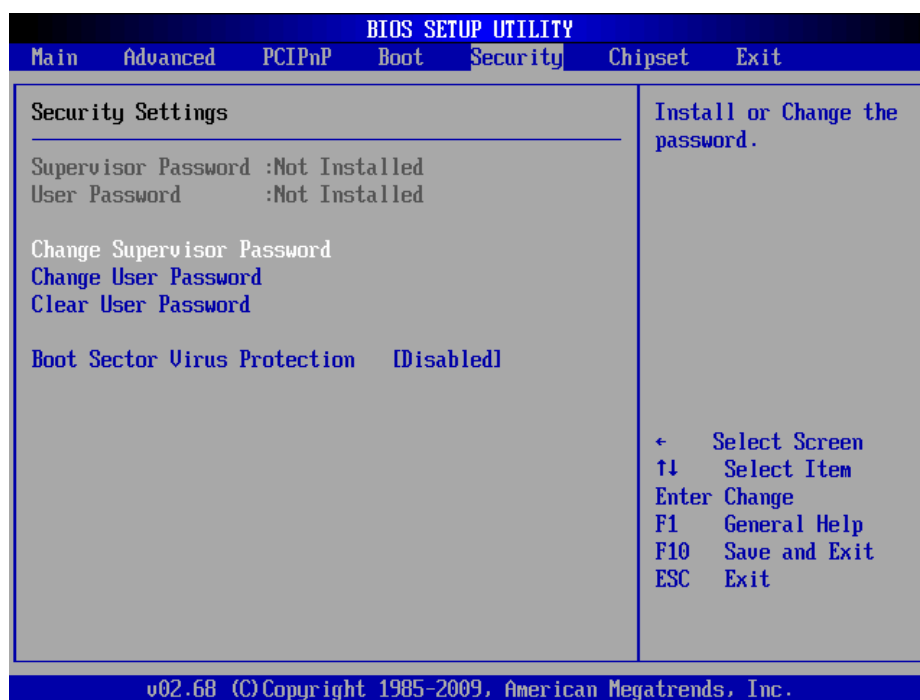 BIOS SETUP UTILITY
Main Advanced PCIPnP Boot Security Chipset Exit
Security Settings
Supervisor Password :Not Installed
User Password :Not Installed
Change Supervisor Password
Change User Password
Clear User Password
Boot Sector Virus Protection [Disabled]
Install or Change the
password.
← Select Screen
↑↓ Select Item
Enter Change
F1 General Help
F10 Save and Exit
ESC Exit
v02.68 (C)Copyright 1985-2009, American Megatrends, Inc.